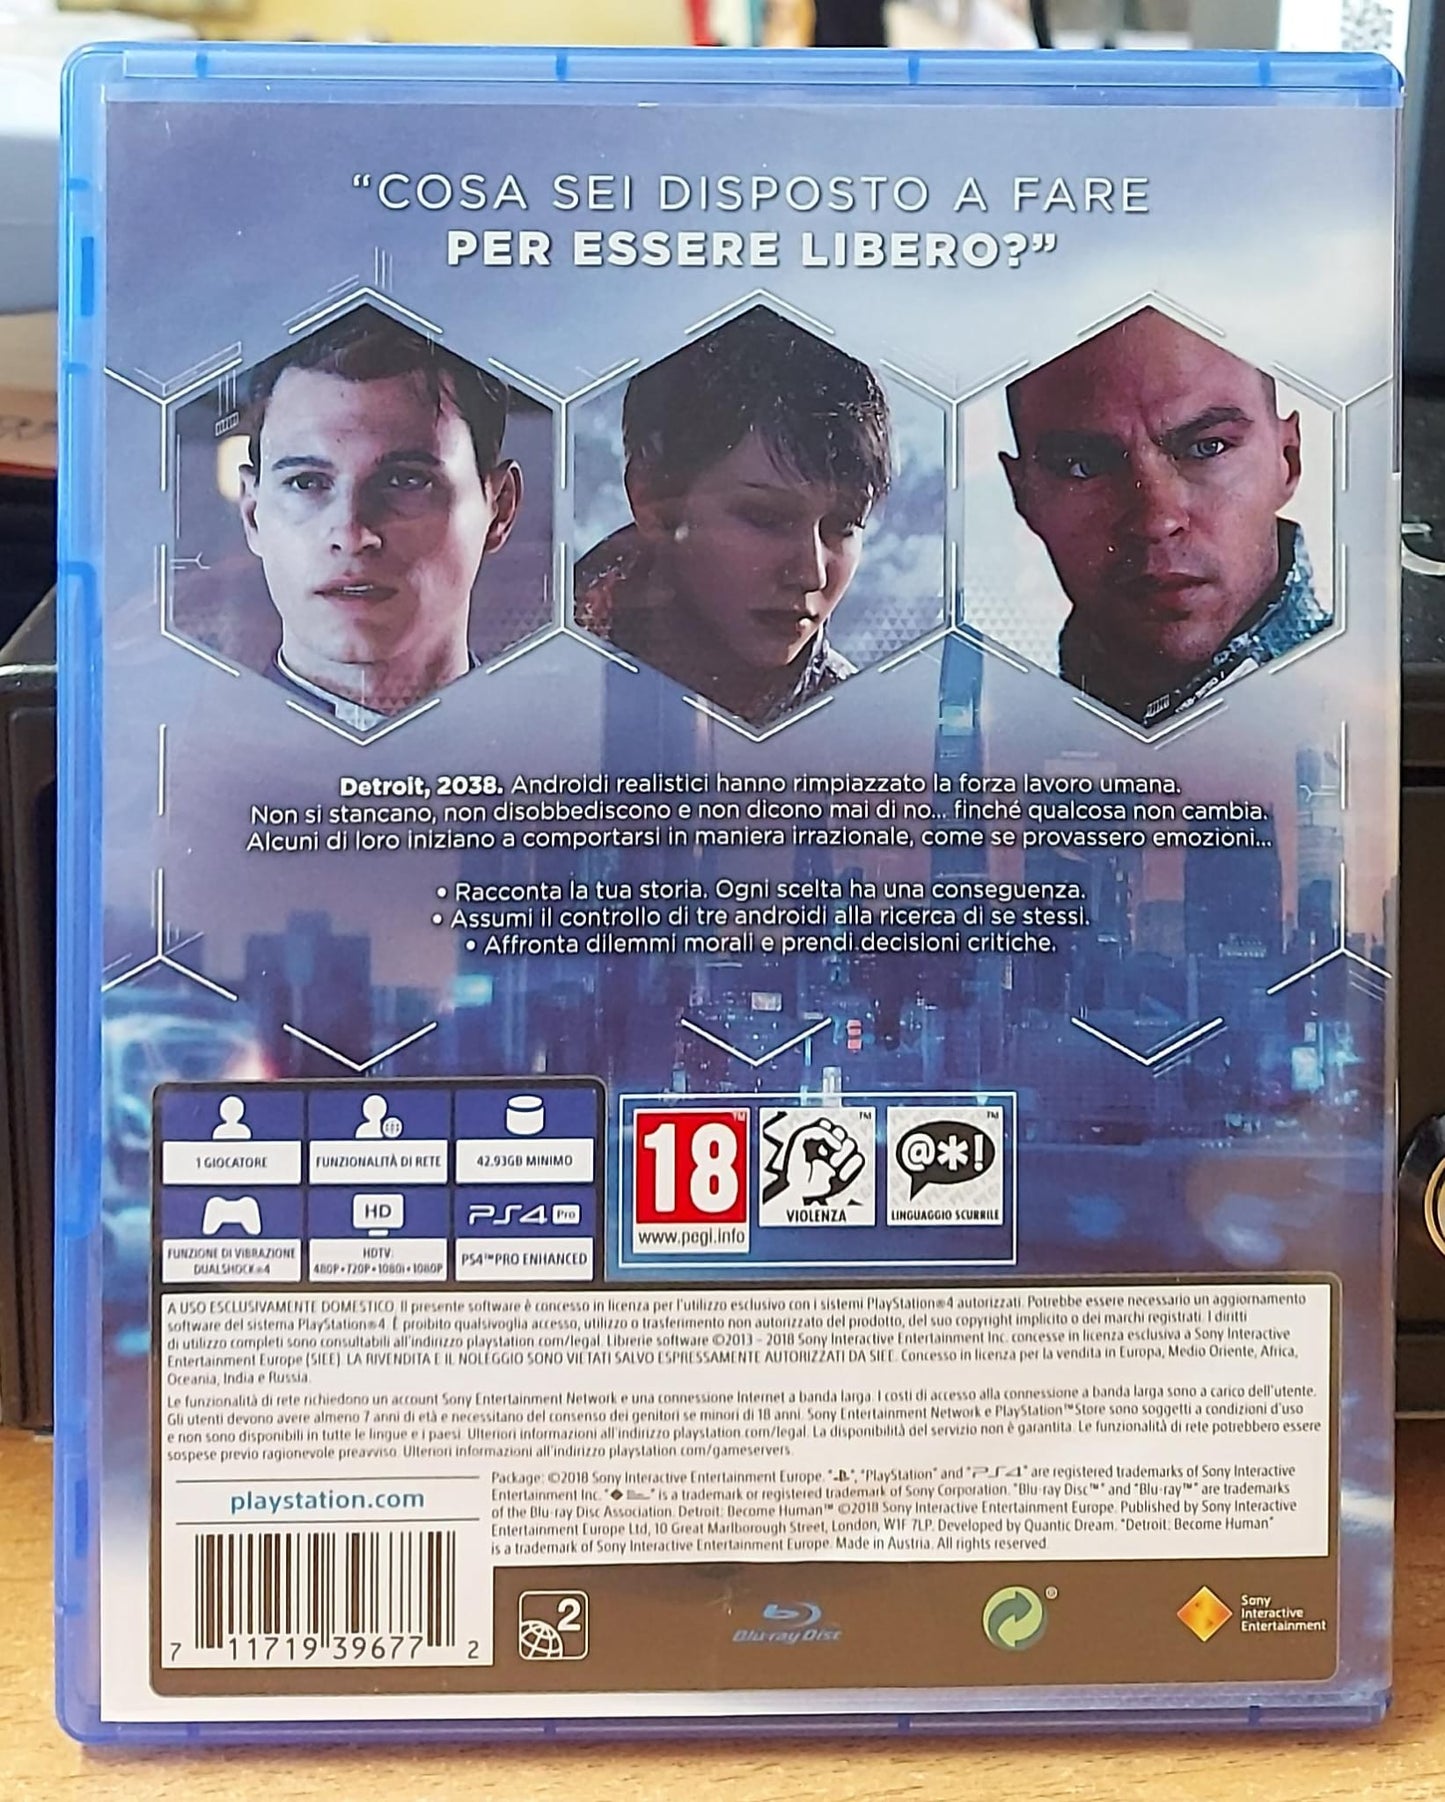 “COSA SEI DISPOSTO A FARE
PER ESSERE LIBERO?”
Detroit, 2038. Androidi realistici hanno rimpiazzato la forza lavoro umana.
Non si stancano, non disobbediscono e non dicono mai di no... finché qualcosa non cambia.
Alcuni di loro iniziano a comportarsi in maniera irrazionale, come se provassero emozioni...
• Racconta la tua storia. Ogni scelta ha una conseguenza.
• Assumi il controllo di tre androidi alla ricerca di se stessi.
• Affronta dilemmi morali e prendi decisioni critiche.
1 GIOCATORE
FUNZIONALITÀ DI RETE
42.93GB MINIMO
HD
PS4 Pro
FUNZIONE DI VIBRAZIONE
DUALSHOCK®4
HDTV
480P•720P•1080i•1080P
PS4™PRO ENHANCED
18
www.pegi.info
VIOLENZA
@*!
LINGUAGGIO SCURRILE
A USO ESCLUSIVAMENTE DOMESTICO. Il presente software è concesso in licenza per l'utilizzo esclusivo con i sistemi PlayStation®4 autorizzati. Potrebbe essere necessario un aggiornamento
software del sistema PlayStation®4. È proibito qualsivoglia accesso, utilizzo o trasferimento non autorizzato del prodotto, del suo copyright implicito o dei marchi registrati. I diritti
di utilizzo completi sono consultabili all'indirizzo playstation.com/legal. Librerie software ©2013 - 2018 Sony Interactive Entertainment Inc. concesse in licenza esclusiva a Sony Interactive
Entertainment Europe (SIEE). LA RIVENDITA E IL NOLEGGIO SONO VIETATI SALVO ESPRESSAMENTE AUTORIZZATI DA SIEE. Concesso in licenza per la vendita in Europa, Medio Oriente, Africa,
Oceania, India e Russia.
Le funzionalità di rete richiedono un account Sony Entertainment Network e una connessione Internet a banda larga. I costi di accesso alla connessione a banda larga sono a carico dell'utente.
Gli utenti devono avere almeno 7 anni di età e necessitano del consenso dei genitori se minori di 18 anni. Sony Entertainment Network e PlayStation™Store sono soggetti a condizioni d'uso
e non sono disponibili in tutte le lingue e i paesi. Ulteriori informazioni all'indirizzo playstation.com/legal. La disponibilità del servizio non è garantita. Le funzionalità di rete potrebbero essere
sospese previo ragionevole preavviso. Ulteriori informazioni all'indirizzo playstation.com/gameservers.
Package: ©2018 Sony Interactive Entertainment Europe. "", "PlayStation" and "PS4" are registered trademarks of Sony Interactive
Entertainment Inc. "" is a trademark or registered trademark of Sony Corporation. "Blu-ray Disc™" and "Blu-ray™" are trademarks
of the Blu-ray Disc Association. Detroit: Become Human™ ©2018 Sony Interactive Entertainment Europe. Published by Sony Interactive
Entertainment Europe Ltd, 10 Great Marlborough Street, London, W1F 7LP. Developed by Quantic Dream. "Detroit: Become Human"
is a trademark of Sony Interactive Entertainment Europe. Made in Austria. All rights reserved.
playstation.com
7 11719 39677 2
2
Blu-ray Disc
®
Sony
Interactive
Entertainment